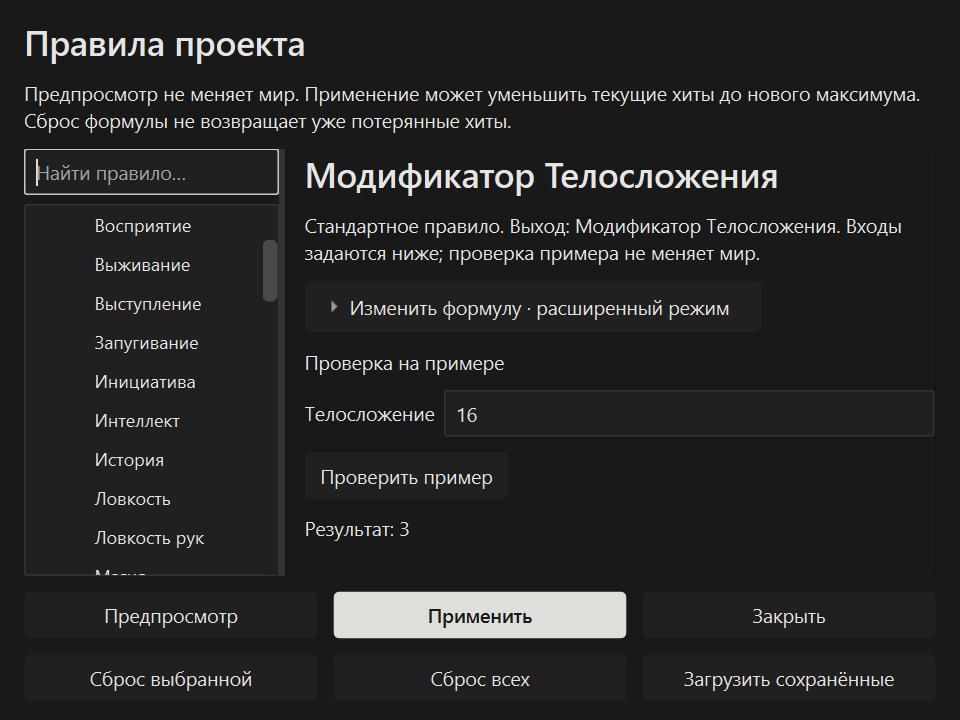 Правила проекта
Предпросмотр не меняет мир. Применение может уменьшить текущие хиты до нового максимума.
Сброс формулы не возвращает уже потерянные хиты.
Найти правило...
Восприятие
Выживание
Выступление
Запугивание
Инициатива
Интеллект
История
Ловкость
Ловкость рук
Модификатор Телосложения
Стандартное правило. Выход: Модификатор Телосложения. Входы
задаются ниже; проверка примера не меняет мир.
Изменить формулу · расширенный режим
Проверка на примере
Телосложение 16
Проверить пример
Результат: 3
Предпросмотр Применить Закрыть
Сброс выбранной Сброс всех Загрузить сохранённые